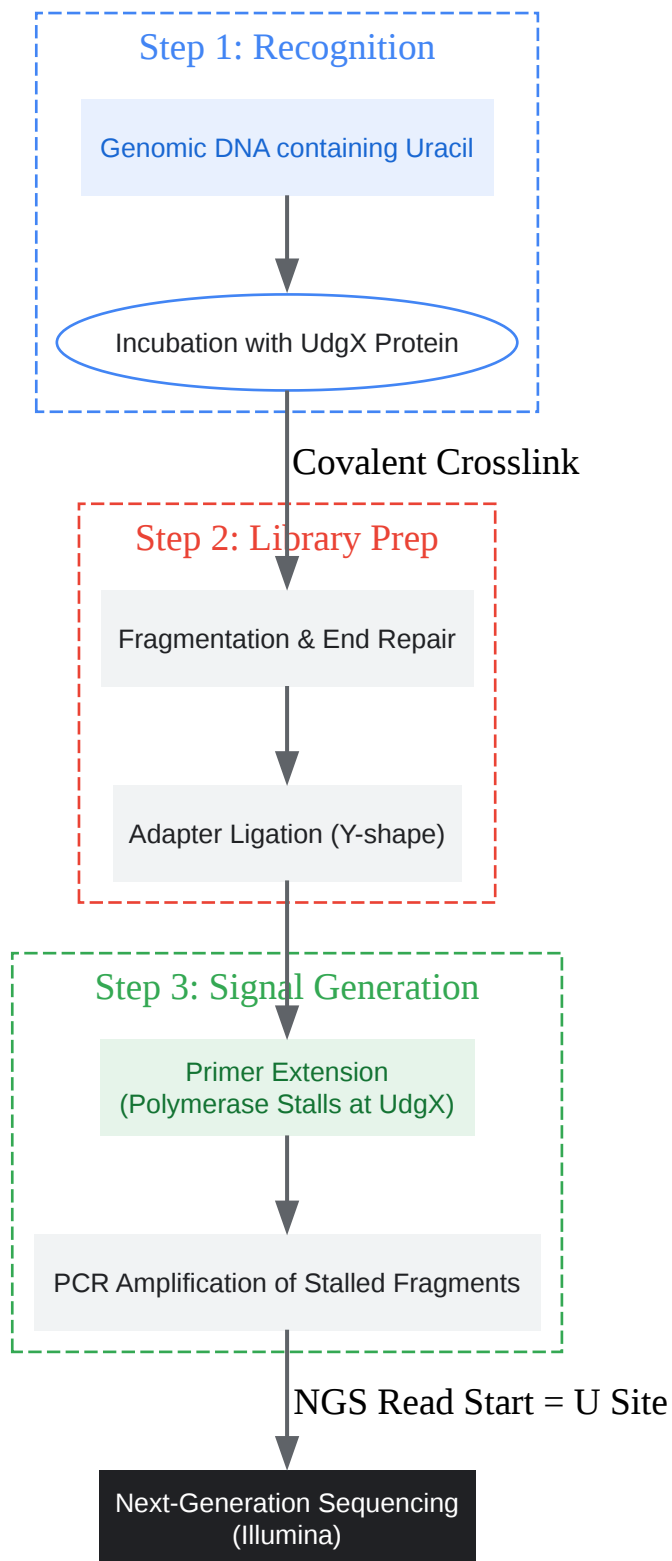 Step 1: Recognition
Genomic DNA containing Uracil
Incubation with UdgX Protein
Covalent Crosslink
Step 2: Library Prep
Fragmentation & End Repair
Adapter Ligation (Y-shape)
Step 3: Signal Generation
Primer Extension
(Polymerase Stalls at UdgX)
PCR Amplification of Stalled Fragments
NGS Read Start = U Site
Next-Generation Sequencing
(Illumina)